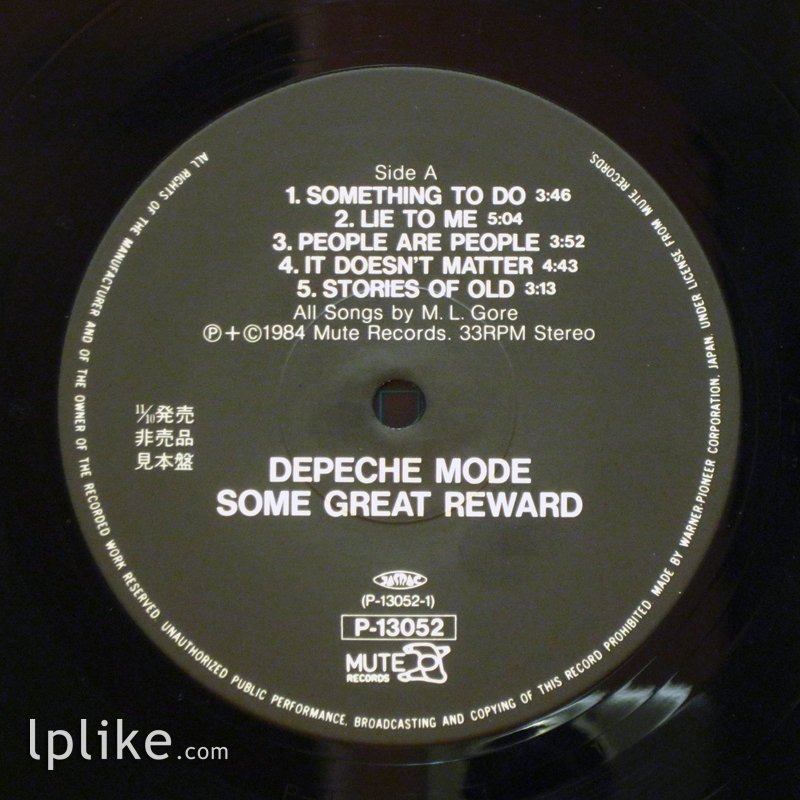 Side A
1. SOMETHING TO DO 3:46
2. LIE TO ME 5:04
3. PEOPLE ARE PEOPLE 3:52
4. IT DOESN'T MATTER 4:43
5. STORIES OF OLD 3:13
All Songs by M. L. Gore
Ⓟ+©1984 Mute Records. 33RPM Stereo
11/10発売
非売品
見本盤
DEPECHE MODE
SOME GREAT REWARD
JASRAC
(P-13052-1)
P-13052
MUTE
RECORDS
ALL RIGHTS OF THE MANUFACTURER AND OF THE OWNER OF THE RECORDED WORK RESERVED. UNAUTHORIZED PUBLIC PERFORMANCE, BROADCASTING AND COPYING OF THIS RECORD PROHIBITED. MADE BY WARNER-PIONEER CORPORATION, JAPAN. UNDER LICENSE FROM MUTE RECORDS.
lplike.com